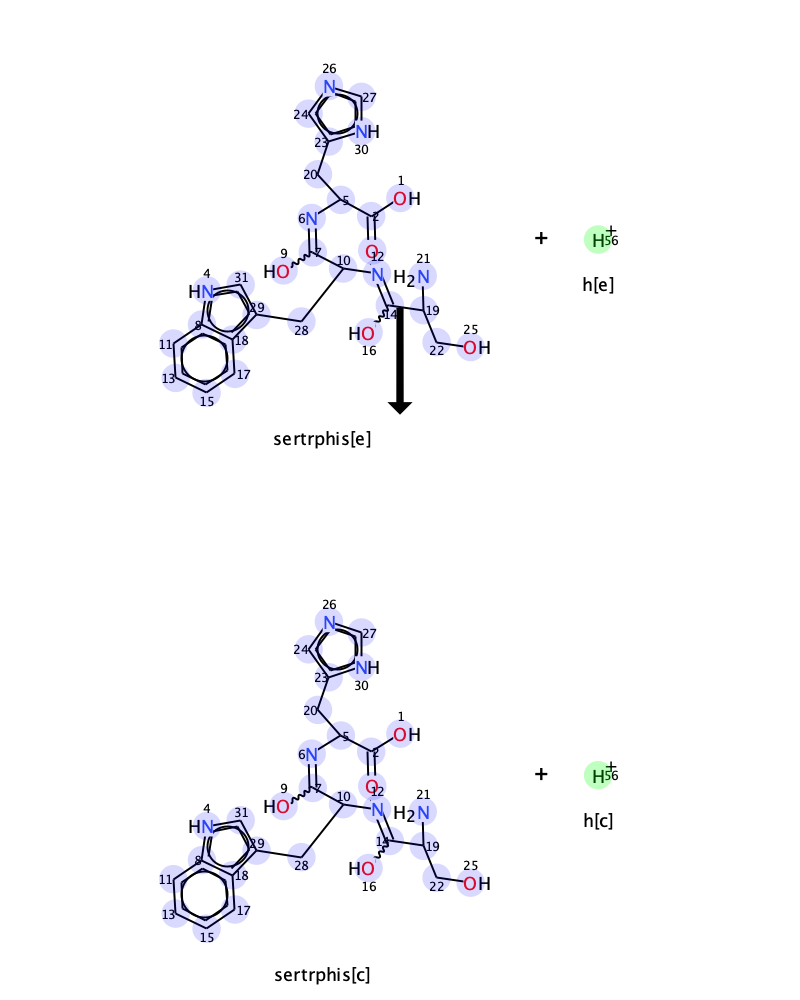 26
27
24
NH
N
23
30
20
1
OH
5
2
6
N
O
9
7
HO
10
12
N
21
H₂N
4
HN
31
29
14
19
HO
16
25
OH
22
28
8
18
11
17
13
15
+
H+
56
h[e]
sertrphis[e]
26
N
27
24
NH
23
30
20
1
OH
5
2
6
N
O
9
7
HO
10
12
N
21
H₂N
4
HN
31
29
14
19
HO
16
25
OH
22
28
8
18
11
17
13
15
+
H+
56
h[c]
sertrphis[c]